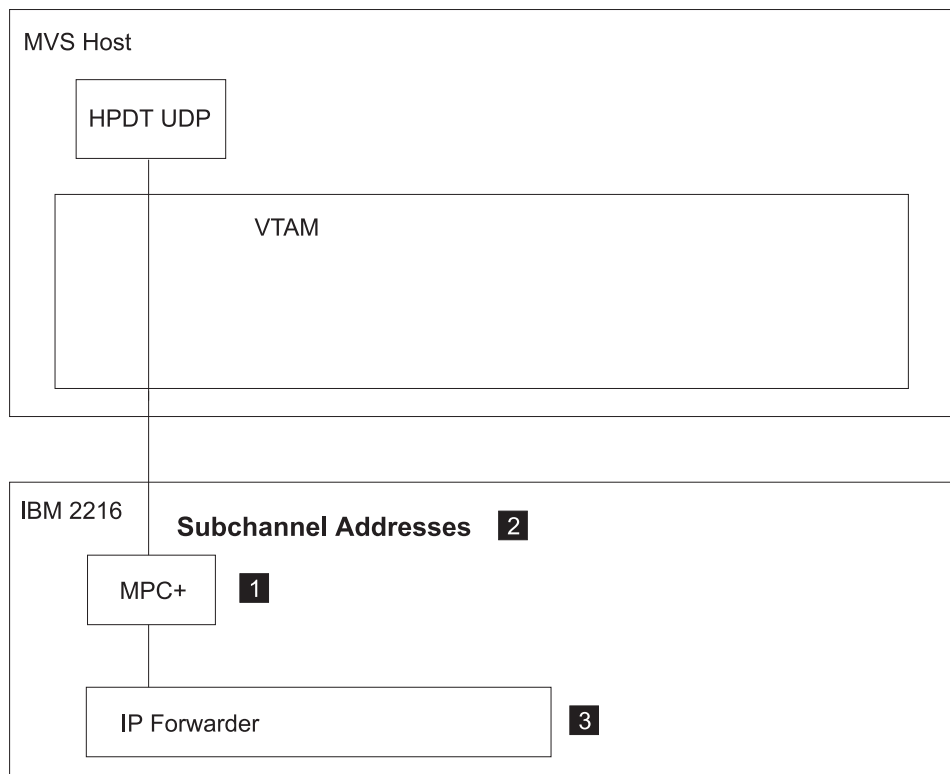 MVS Host
HPDT UDP
VTAM
IBM 2216
Subchannel Addresses 2
MPC+ 1
IP Forwarder 3